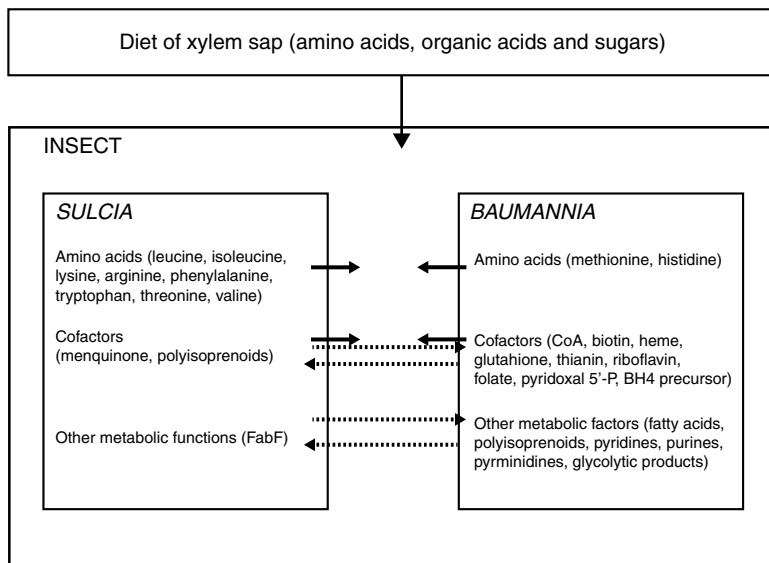 Diet of xylem sap (amino acids, organic acids and sugars)
INSECT
SULCIA
Amino acids (leucine, isoleucine,
lysine, arginine, phenylalanine,
tryptophan, threonine, valine)
Cofactors
(menquinone, polyisoprenoids)
Other metabolic functions (FabF)
BAUMANNIA
Amino acids (methionine, histidine)
Cofactors (CoA, biotin, heme,
glutahione, thianin, riboflavin,
folate, pyridoxal 5'-P, BH4 precursor)
Other metabolic factors (fatty acids,
polyisoprenoids, pyridines, purines,
pyrminidines, glycolytic products)